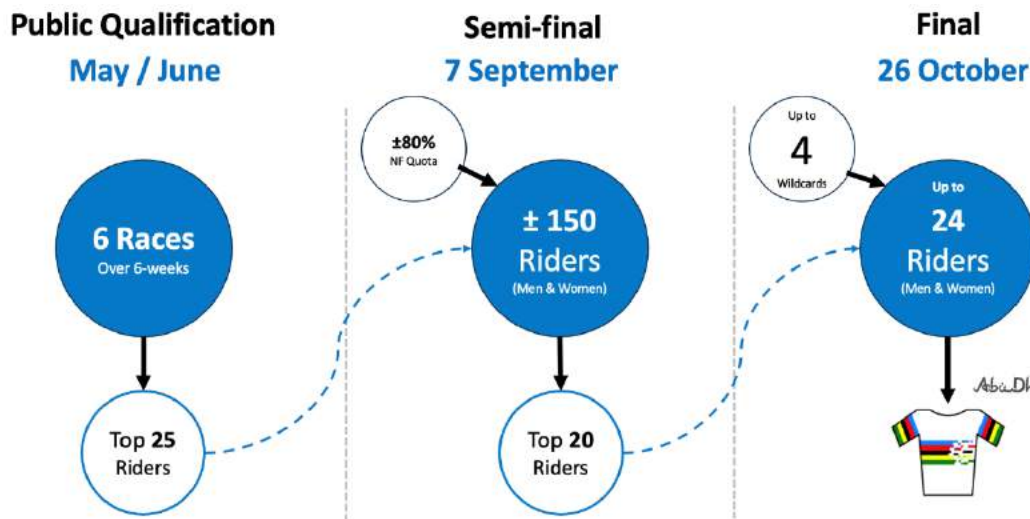 Public Qualification
May / June
6 Races
Over 6-weeks
Top 25
Riders
Semi-final
7 September
±80%
NF Quota
± 150
Riders
(Men & Women)
Top 20
Riders
Final
26 October
Up to
4
Wildcards
Up to
24
Riders
(Men & Women)